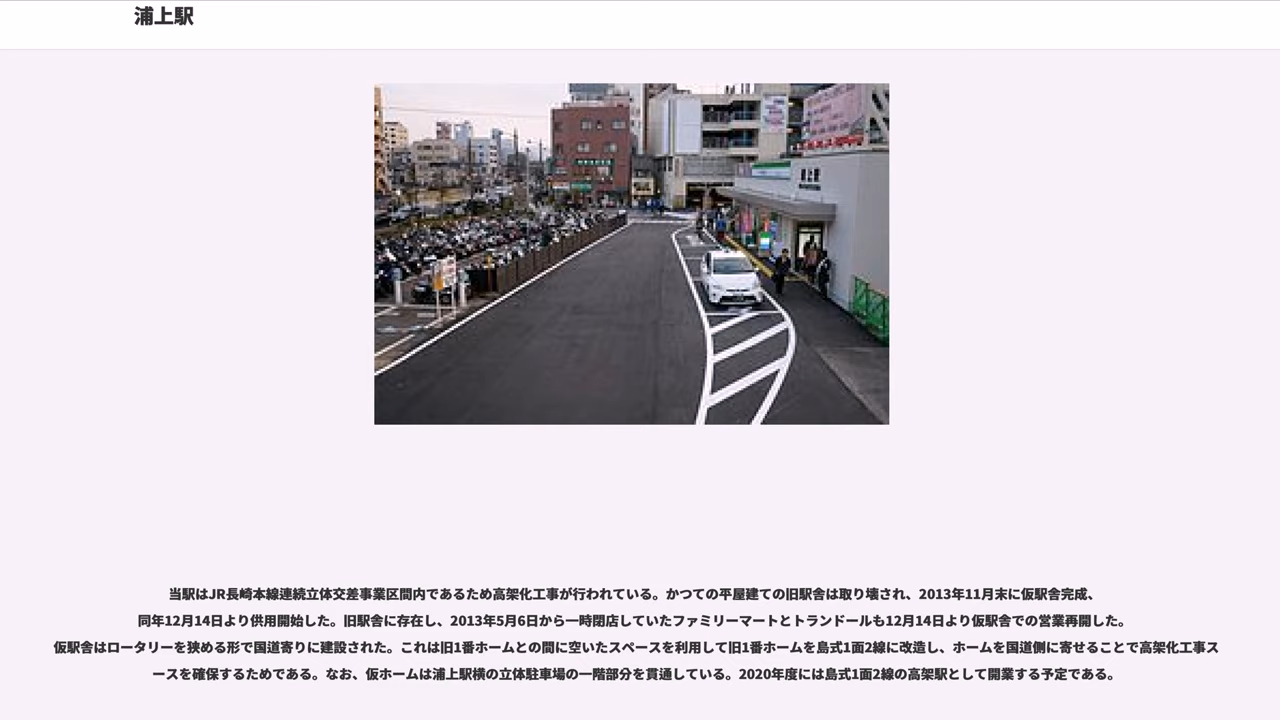 浦上駅
当駅はJR長崎本線連続立体交差事業区間内であるため高架化工事が行われている。かつての平屋建ての旧駅舎は取り壊され、2013年11月末に仮駅舎完成、
同年12月14日より供用開始した。旧駅舎に存在し、2013年5月6日から一時閉店していたファミリーマートとトランドールも12月14日より仮駅舎での営業再開した。
仮駅舎はロータリーを狭める形で国道寄りに建設された。これは旧1番ホームとの間に空いたスペースを利用して旧1番ホームを島式1面2線に改造し、ホームを国道側に寄せることで高架化工事ス
ースを確保するためである。なお、仮ホームは浦上駅横の立体駐車場の一階部分を貫通している。2020年度には島式1面2線の高架駅として開業する予定である。